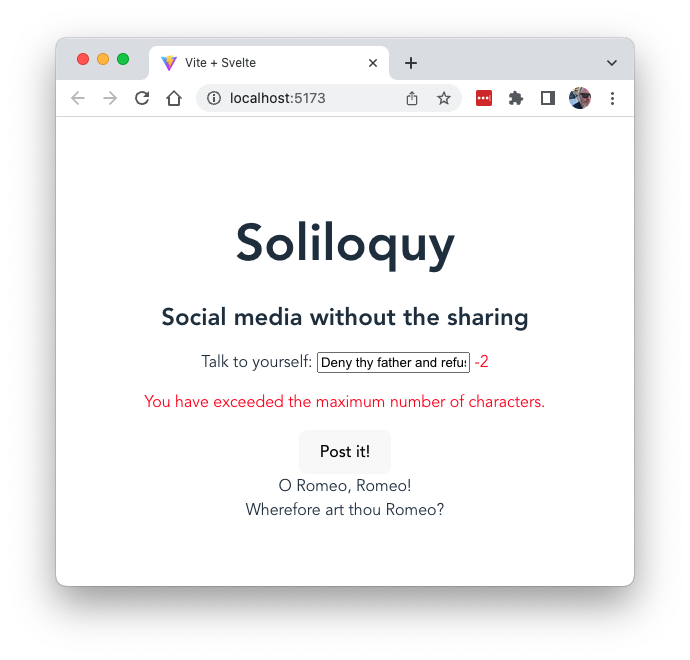 Vite + Svelte
localhost:5173
Soliloquy
Social media without the sharing
Talk to yourself: Deny thy father and refu -2
You have exceeded the maximum number of characters.
Post it!
O Romeo, Romeo!
Wherefore art thou Romeo?